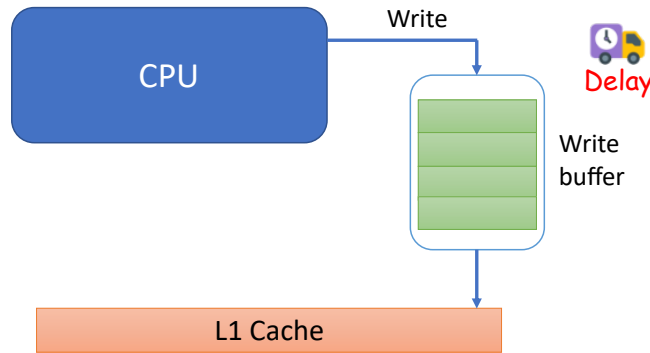 Write
CPU
Delay
Write
buffer
L1 Cache